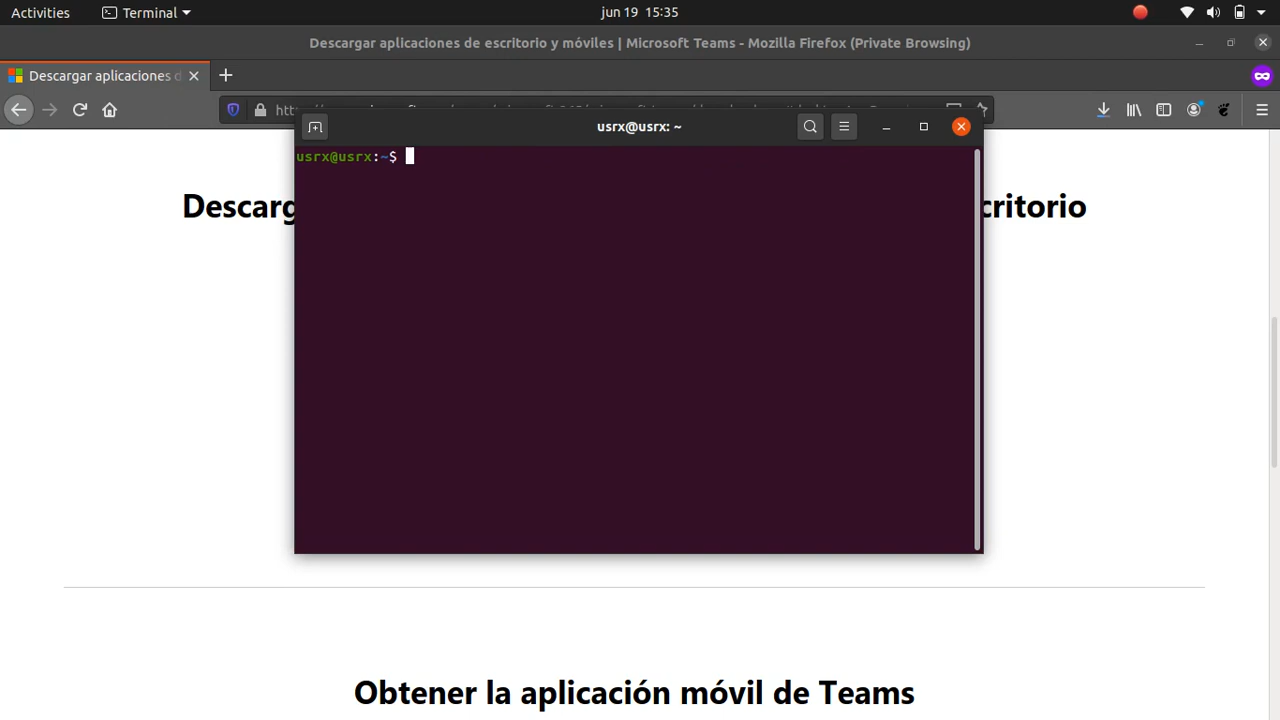 Activities
Terminal
jun 19 15:35
Descargar aplicaciones de escritorio y móviles | Microsoft Teams - Mozilla Firefox (Private Browsing)
Descargar aplicaciones d
usrx@usrx: ~
usrx@usrx:~$
Descarg
critorio
Obtener la aplicación móvil de Teams